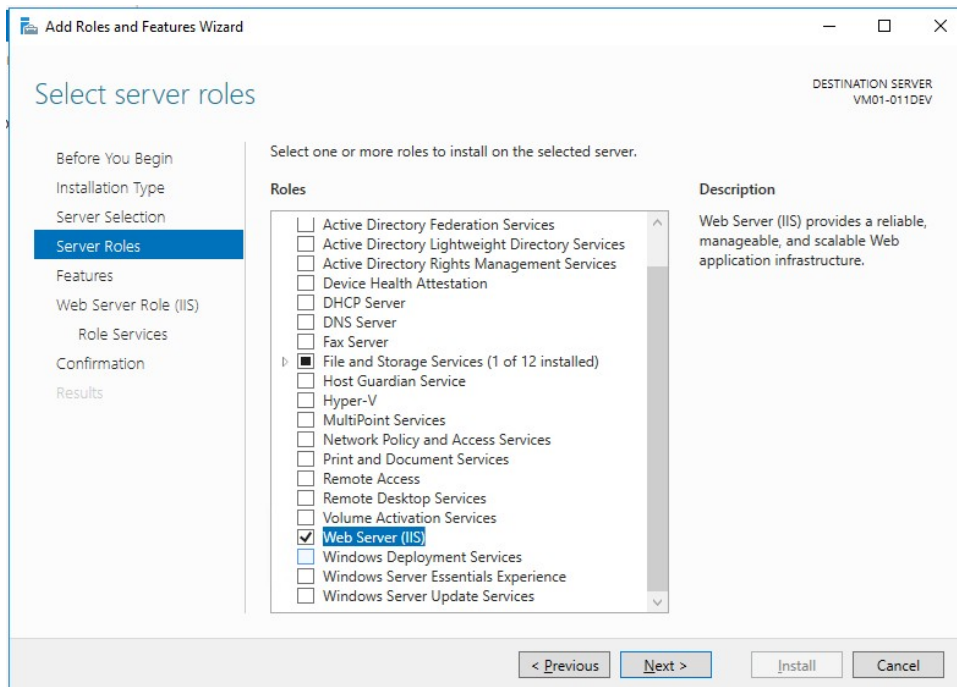 Add Roles and Features Wizard
Select server roles
DESTINATION SERVER
VM01-011DEV
Before You Begin
Installation Type
Server Selection
Server Roles
Features
Web Server Role (IIS)
Role Services
Confirmation
Results
Select one or more roles to install on the selected server.
Roles
Active Directory Federation Services
Active Directory Lightweight Directory Services
Active Directory Rights Management Services
Device Health Attestation
DHCP Server
DNS Server
Fax Server
File and Storage Services (1 of 12 installed)
Host Guardian Service
Hyper-V
MultiPoint Services
Network Policy and Access Services
Print and Document Services
Remote Access
Remote Desktop Services
Volume Activation Services
Web Server (IIS)
Windows Deployment Services
Windows Server Essentials Experience
Windows Server Update Services
Description
Web Server (IIS) provides a reliable,
manageable, and scalable Web
application infrastructure.
< Previous
Next >
Install
Cancel